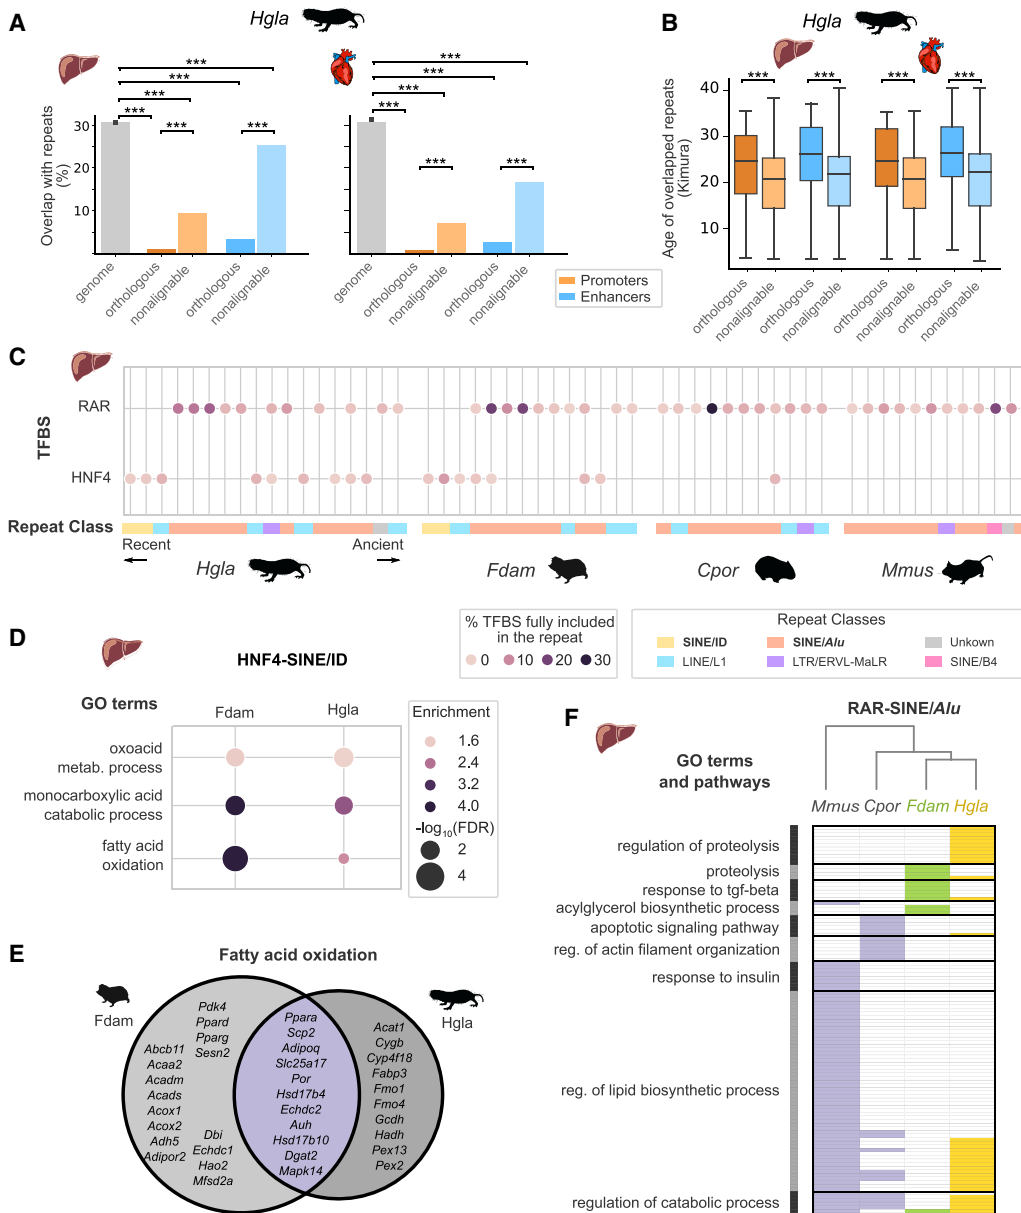 A
Hgla
***
***
***
***
***
***
Overlap with repeats
(%)
30
20
10
genome
orthologous
nonalignable
orthologous
nonalignable
***
***
***
***
***
***
30
20
10
genome
orthologous
nonalignable
orthologous
nonalignable
Promoters
Enhancers
B
Hgla
***
***
***
***
Age of overlapped repeats
(Kimura)
40
30
20
10
orthologous
nonalignable
orthologous
nonalignable
orthologous
nonalignable
orthologous
nonalignable
C
TFBS
RAR
HNF4
Repeat Class
Recent
Ancient
Hgla
Fdam
Cpor
Mmus
% TFBS fully included
in the repeat
0 10 20 30
Repeat Classes
SINE/ID
SINE/Alu
Unkown
LINE/L1
LTR/ERVL-MaLR
SINE/B4
D
HNF4-SINE/ID
GO terms
Fdam
Hgla
oxoacid
metab. process
monocarboxylic acid
catabolic process
fatty acid
oxidation
Enrichment
1.6
2.4
3.2
4.0
-log10(FDR)
2
4
E
Fatty acid oxidation
Fdam
Hgla
Pdk4
Ppard
Pparg
Sesn2
Abcb11
Acaa2
Acadm
Acads
Acox1
Acox2
Adh5
Adipor2
Dbi
Echdc1
Hao2
Mfsd2a
Ppara
Scp2
Adipoq
Slc25a17
Por
Hsd17b4
Echdc2
Auh
Hsd17b10
Dgat2
Mapk14
Acat1
Cygb
Cyp4f18
Fabp3
Fmo1
Fmo4
Gcdh
Hadh
Pex13
Pex2
F
RAR-SINE/Alu
GO terms
and pathways
Mmus Cpor Fdam Hgla
regulation of proteolysis
proteolysis
response to tgf-beta
acylglycerol biosynthetic process
apoptotic signaling pathway
reg. of actin filament organization
response to insulin
reg. of lipid biosynthetic process
regulation of catabolic process